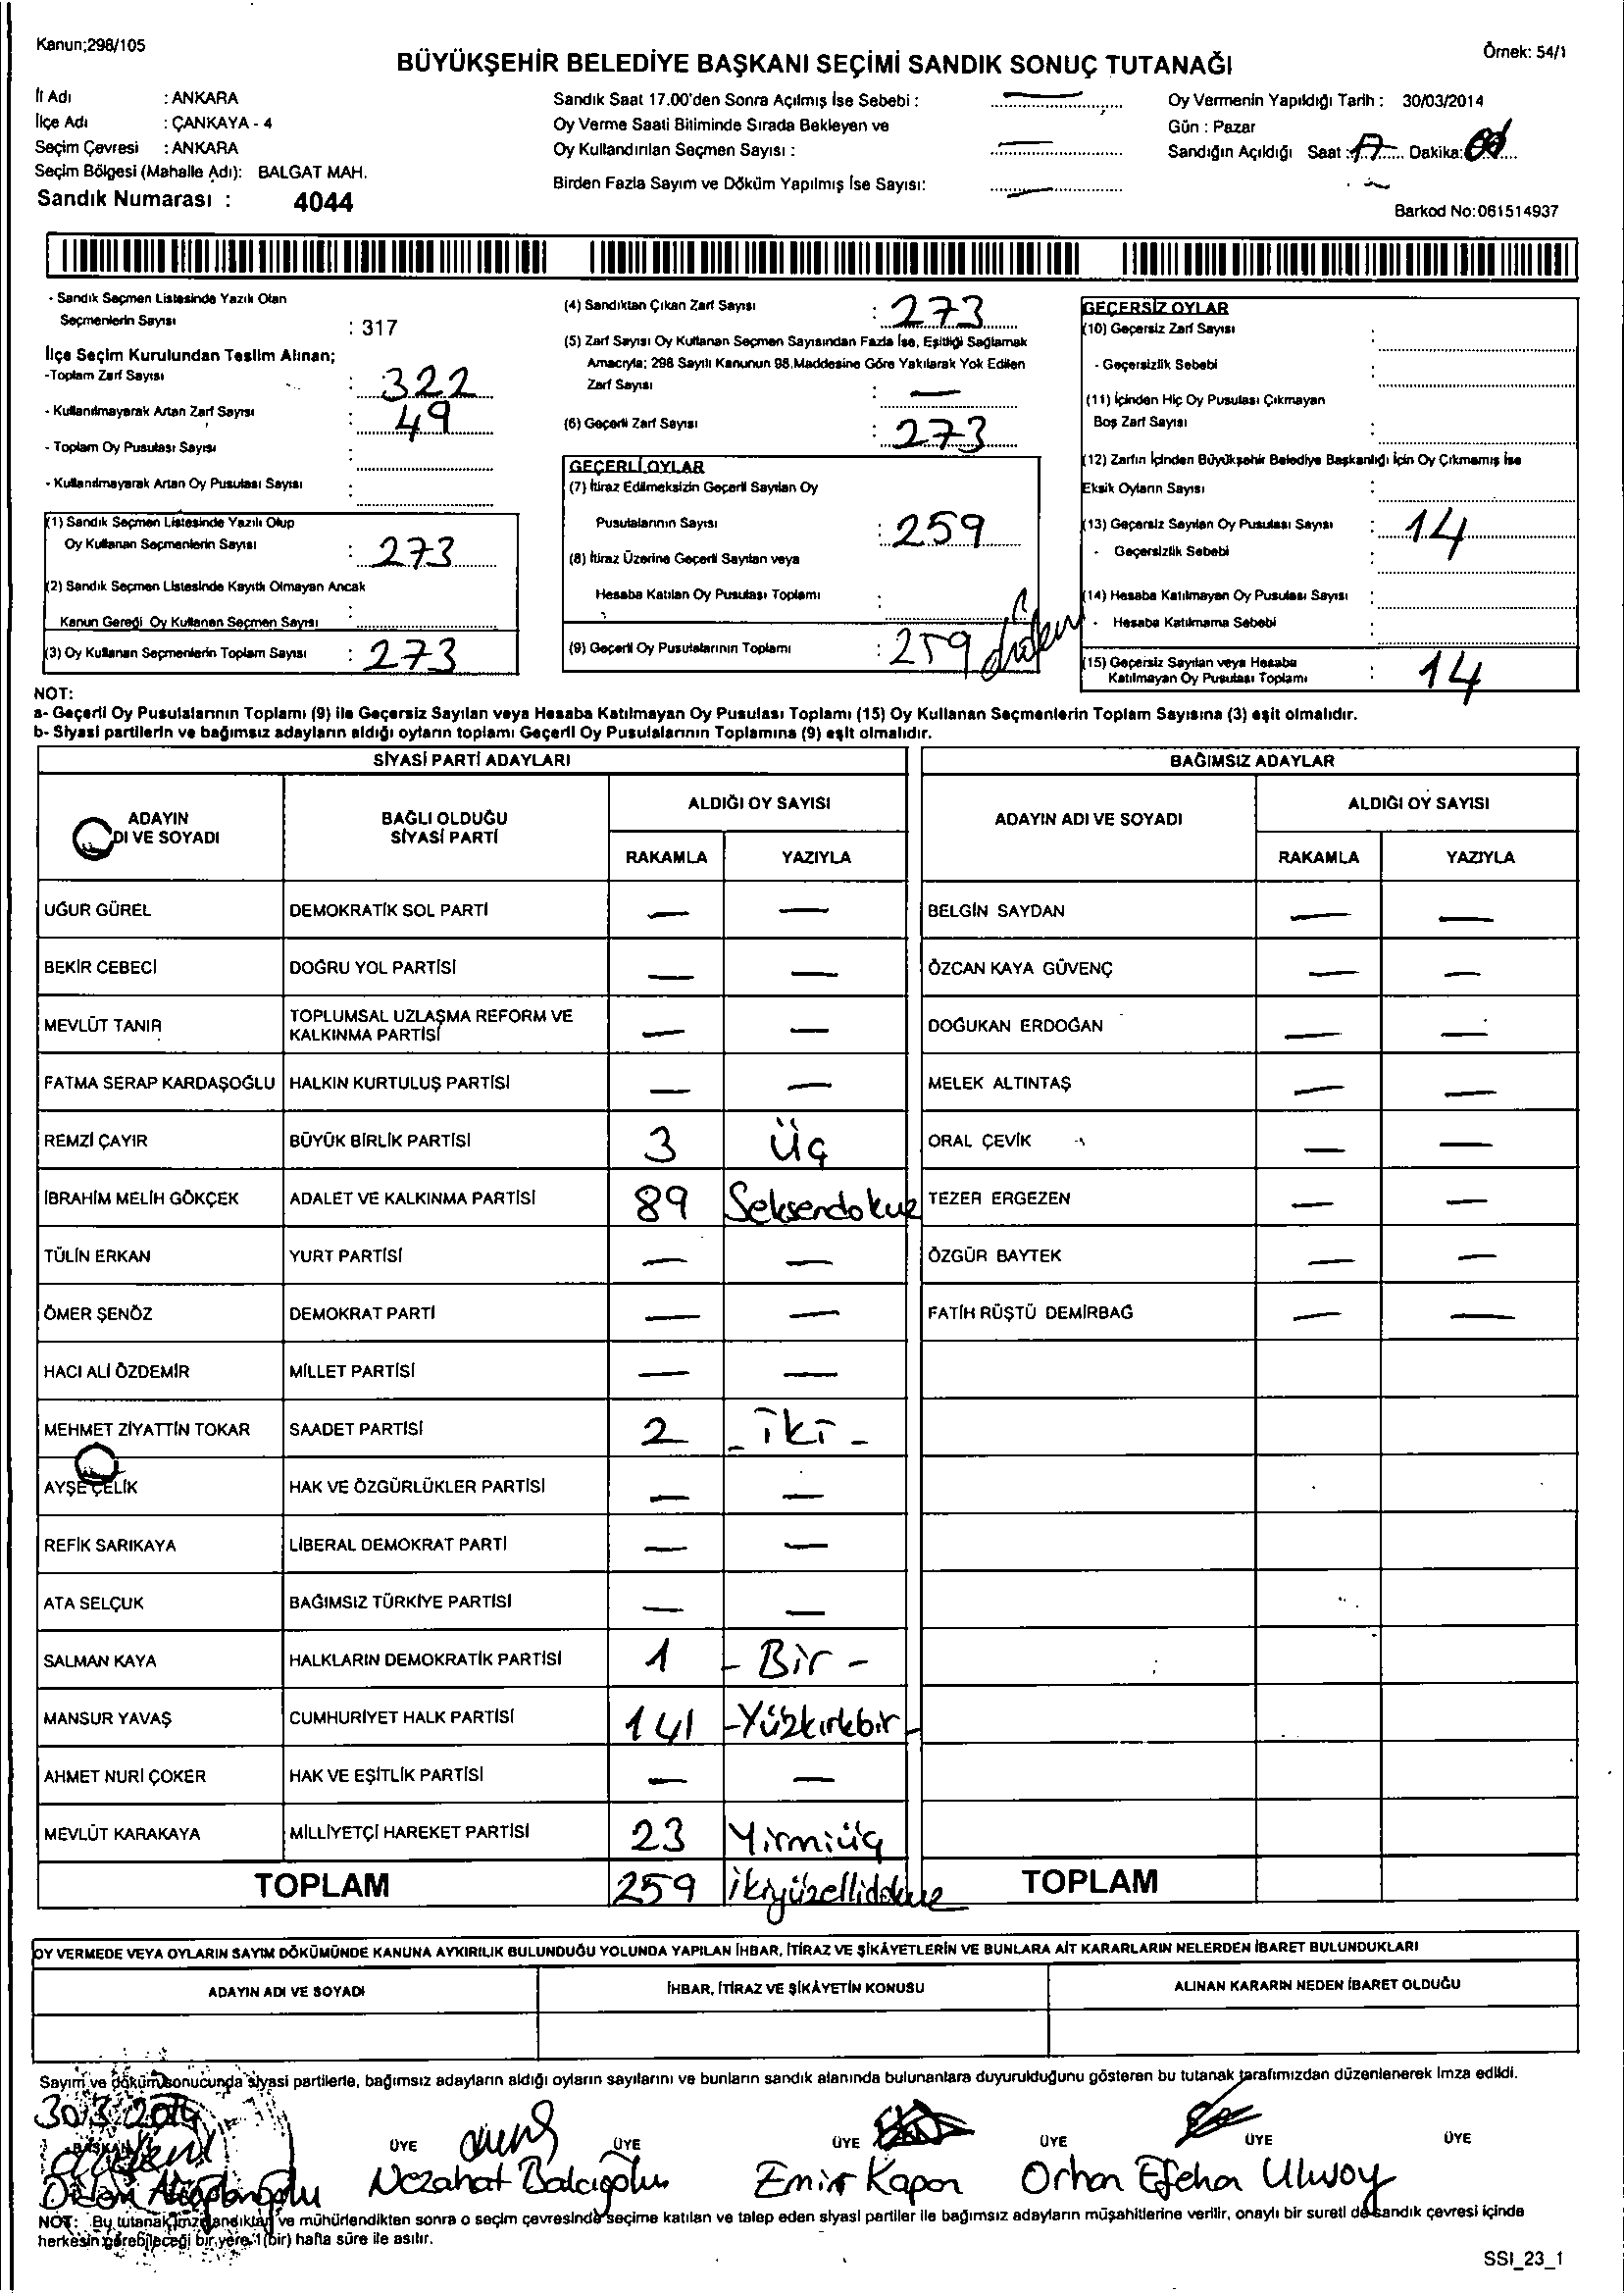 Kanun;298/105
BÜYÜKŞEHİR BELEDİYE BAŞKANI SEÇİMİ SANDIK SONUÇ TUTANAĞI
Örnek: 54/1
İl Adı : ANKARA
İlçe Adı : ÇANKAYA - 4
Seçim Çevresi : ANKARA
Seçim Bölgesi (Mahalle Adı): BALGAT MAH.
Sandık Numarası : 4044
Sandık Saat 17.00'den Sonra Açılmış İse Sebebi :
Oy Verme Saati Bitiminde Sırada Bekleyen ve
Oy Kullandırılan Seçmen Sayısı :
Birden Fazla Sayım ve Döküm Yapılmış İse Sayısı:
Oy Vermenin Yapıldığı Tarih : 30/03/2014
Gün : Pazar
Sandığın Açıldığı Saat : 17 Dakika:
Barkod No:061514937
- Sandık Seçmen Listesinde Yazılı Olan
Seçmenlerin Sayısı : 317
İlçe Seçim Kurulundan Teslim Alınan;
-Toplam Zarf Sayısı : 322
- Kullanılmayarak Artan Zarf Sayısı : 49
- Toplam Oy Pusulası Sayısı :
- Kullanılmayarak Artan Oy Pusulası Sayısı :
(1) Sandık Seçmen Listesinde Yazılı Olup
Oy Kullanan Seçmenlerin Sayısı : 273
(2) Sandık Seçmen Listesinde Kayıtlı Olmayan Ancak
Kanun Gereği Oy Kullanan Seçmen Sayısı :
(3) Oy Kullanan Seçmenlerin Toplam Sayısı : 273
(4) Sandıktan Çıkan Zarf Sayısı : 273
(5) Zarf Sayısı Oy Kullanan Seçmen Sayısından Fazla İse, Eşitliği Sağlamak
Amacıyla; 298 Sayılı Kanunun 98.Maddesine Göre Yakılarak Yok Edilen
Zarf Sayısı : —
(6) Geçerli Zarf Sayısı : 273
GEÇERLİ OYLAR
(7) İtiraz Edilmeksizin Geçerli Sayılan Oy
Pusulalarının Sayısı : 259
(8) İtiraz Üzerine Geçerli Sayılan veya
Hesaba Katılan Oy Pusulası Toplamı :
(9) Geçerli Oy Pusulalarının Toplamı : 259
GEÇERSİZ OYLAR
(10) Geçersiz Zarf Sayısı :
- Geçersizlik Sebebi :
(11) İçinden Hiç Oy Pusulası Çıkmayan
Boş Zarf Sayısı :
(12) Zarfın İçinden Büyükşehir Belediye Başkanlığı İçin Oy Çıkmamış İse
Eksik Oyların Sayısı :
(13) Geçersiz Sayılan Oy Pusulası Sayısı : 14
- Geçersizlik Sebebi :
(14) Hesaba Katılmayan Oy Pusulası Sayısı :
- Hesaba Katılmama Sebebi :
(15) Geçersiz Sayılan veya Hesaba
Katılmayan Oy Pusulası Toplamı : 14
NOT:
a- Geçerli Oy Pusulalarının Toplamı (9) ile Geçersiz Sayılan veya Hesaba Katılmayan Oy Pusulası Toplamı (15) Oy Kullanan Seçmenlerin Toplam Sayısına (3) eşit olmalıdır.
b- Siyasi partilerin ve bağımsız adayların aldığı oyların toplamı Geçerli Oy Pusulalarının Toplamına (9) eşit olmalıdır.
SİYASİ PARTİ ADAYLARI BAĞIMSIZ ADAYLAR
ADAYIN
DI VE SOYADI
BAĞLI OLDUĞU
SİYASİ PARTİ
ALDIĞI OY SAYISI
RAKAMLA YAZIYLA
ADAYIN ADI VE SOYADI
ALDIĞI OY SAYISI
RAKAMLA YAZIYLA
UĞUR GÜREL DEMOKRATİK SOL PARTİ — — BELGİN SAYDAN — —
BEKİR CEBECİ DOĞRU YOL PARTİSİ — — ÖZCAN KAYA GÜVENÇ — —
MEVLÜT TANIR TOPLUMSAL UZLAŞMA REFORM VE
KALKINMA PARTİSİ — — DOĞUKAN ERDOĞAN — —
FATMA SERAP KARDAŞOĞLU HALKIN KURTULUŞ PARTİSİ — — MELEK ALTINTAŞ — —
REMZİ ÇAYIR BÜYÜK BİRLİK PARTİSİ 3 Üç ORAL ÇEVİK — —
İBRAHİM MELİH GÖKÇEK ADALET VE KALKINMA PARTİSİ 89 Seksendokuz TEZER ERGEZEN — —
TÜLİN ERKAN YURT PARTİSİ — — ÖZGÜR BAYTEK — —
ÖMER ŞENÖZ DEMOKRAT PARTİ — — FATİH RÜŞTÜ DEMİRBAĞ — —
HACI ALİ ÖZDEMİR MİLLET PARTİSİ — —
MEHMET ZİYATTİN TOKAR SAADET PARTİSİ 2 - iki -
AYŞE ÇELİK HAK VE ÖZGÜRLÜKLER PARTİSİ — —
REFİK SARIKAYA LİBERAL DEMOKRAT PARTİ — —
ATA SELÇUK BAĞIMSIZ TÜRKİYE PARTİSİ — —
SALMAN KAYA HALKLARIN DEMOKRATİK PARTİSİ 1 - Bir -
MANSUR YAVAŞ CUMHURİYET HALK PARTİSİ 141 -Yüzkırkbir-
AHMET NURİ ÇOKER HAK VE EŞİTLİK PARTİSİ — —
MEVLÜT KARAKAYA MİLLİYETÇİ HAREKET PARTİSİ 23 Yirmiüç
TOPLAM 259 İkiyüzellidokuz TOPLAM
OY VERMEDE VEYA OYLARIN SAYIM DÖKÜMÜNDE KANUNA AYKIRILIK BULUNDUĞU YOLUNDA YAPILAN İHBAR, İTİRAZ VE ŞİKÂYETLERİN VE BUNLARA AİT KARARLARIN NELERDEN İBARET BULUNDUKLARI
ADAYIN ADI VE SOYADI İHBAR, İTİRAZ VE ŞİKÂYETİN KONUSU ALINAN KARARIN NEDEN İBARET OLDUĞU
Sayım ve döküm sonucunda siyasi partilerle, bağımsız adayların aldığı oyların sayılarını ve bunların sandık alanında bulunanlara duyurulduğunu gösteren bu tutanak tarafımızdan düzenlenerek imza edildi.
30/3/2014
BAŞKAN ÜYE ÜYE ÜYE ÜYE ÜYE ÜYE
Nezahat Balcıoğlu Emir Kapan Orhan Efehan Ulusoy
NOT: Bu tutanak imzalandıktan ve mühürlendikten sonra o seçim çevresinde seçime katılan ve talep eden siyasi partiler ile bağımsız adayların müşahitlerine verilir, onaylı bir sureti de sandık çevresi içinde
herkesin görebileceği bir yere 1 (bir) hafta süre ile asılır.
SSI_23_1